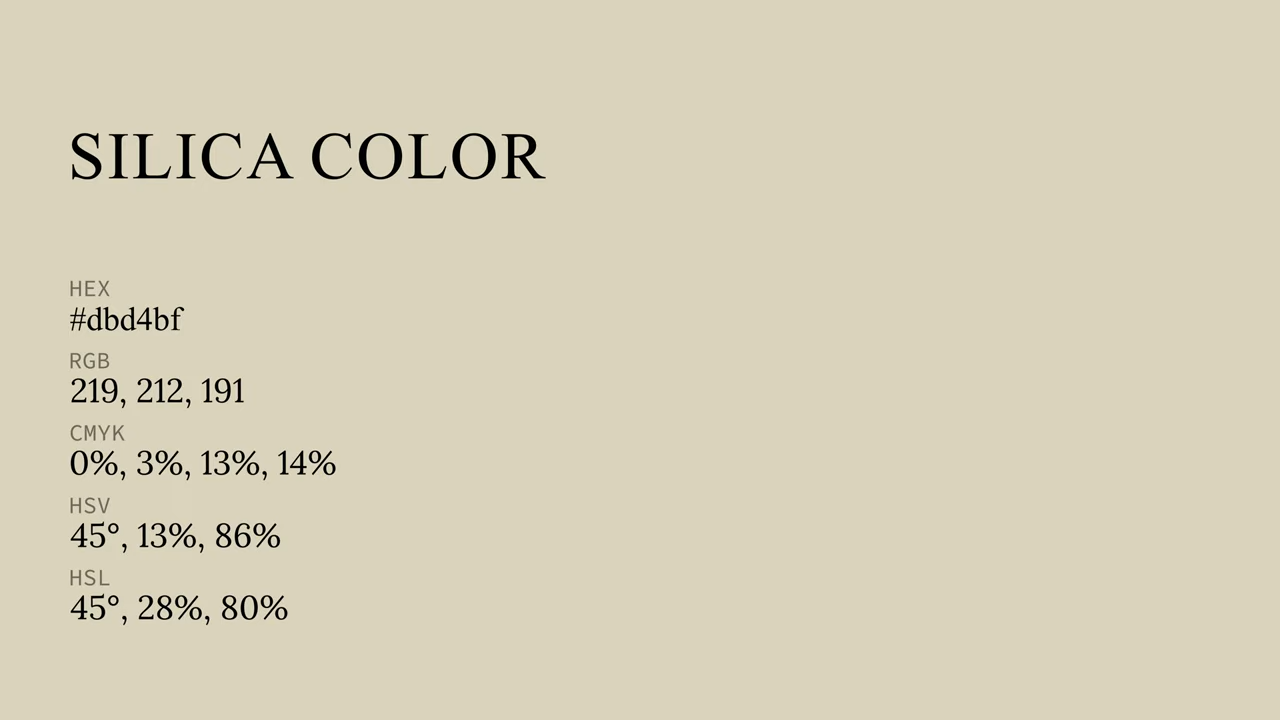 SILICA COLOR
HEX
#dbd4bf
RGB
219, 212, 191
CMYK
0%, 3%, 13%, 14%
HSV
45°, 13%, 86%
HSL
45°, 28%, 80%